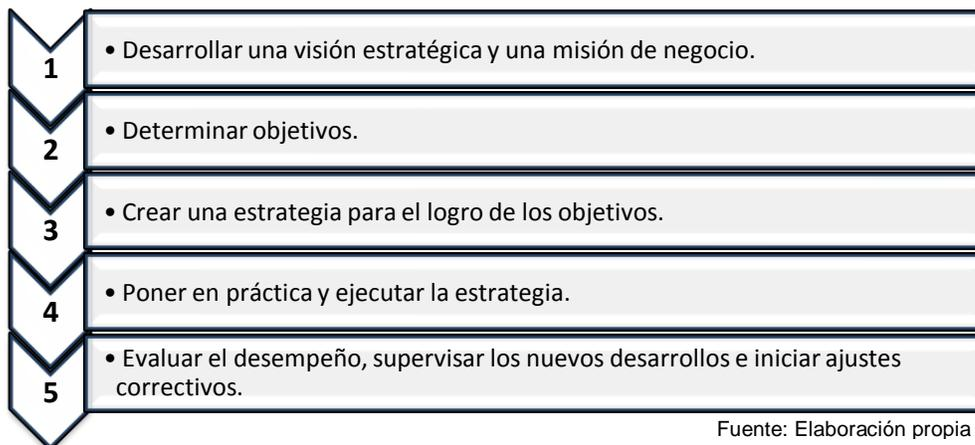 1
• Desarrollar una visión estratégica y una misión de negocio.
2
• Determinar objetivos.
3
• Crear una estrategia para el logro de los objetivos.
4
• Poner en práctica y ejecutar la estrategia.
5
• Evaluar el desempeño, supervisar los nuevos desarrollos e iniciar ajustes
correctivos.
Fuente: Elaboración propia